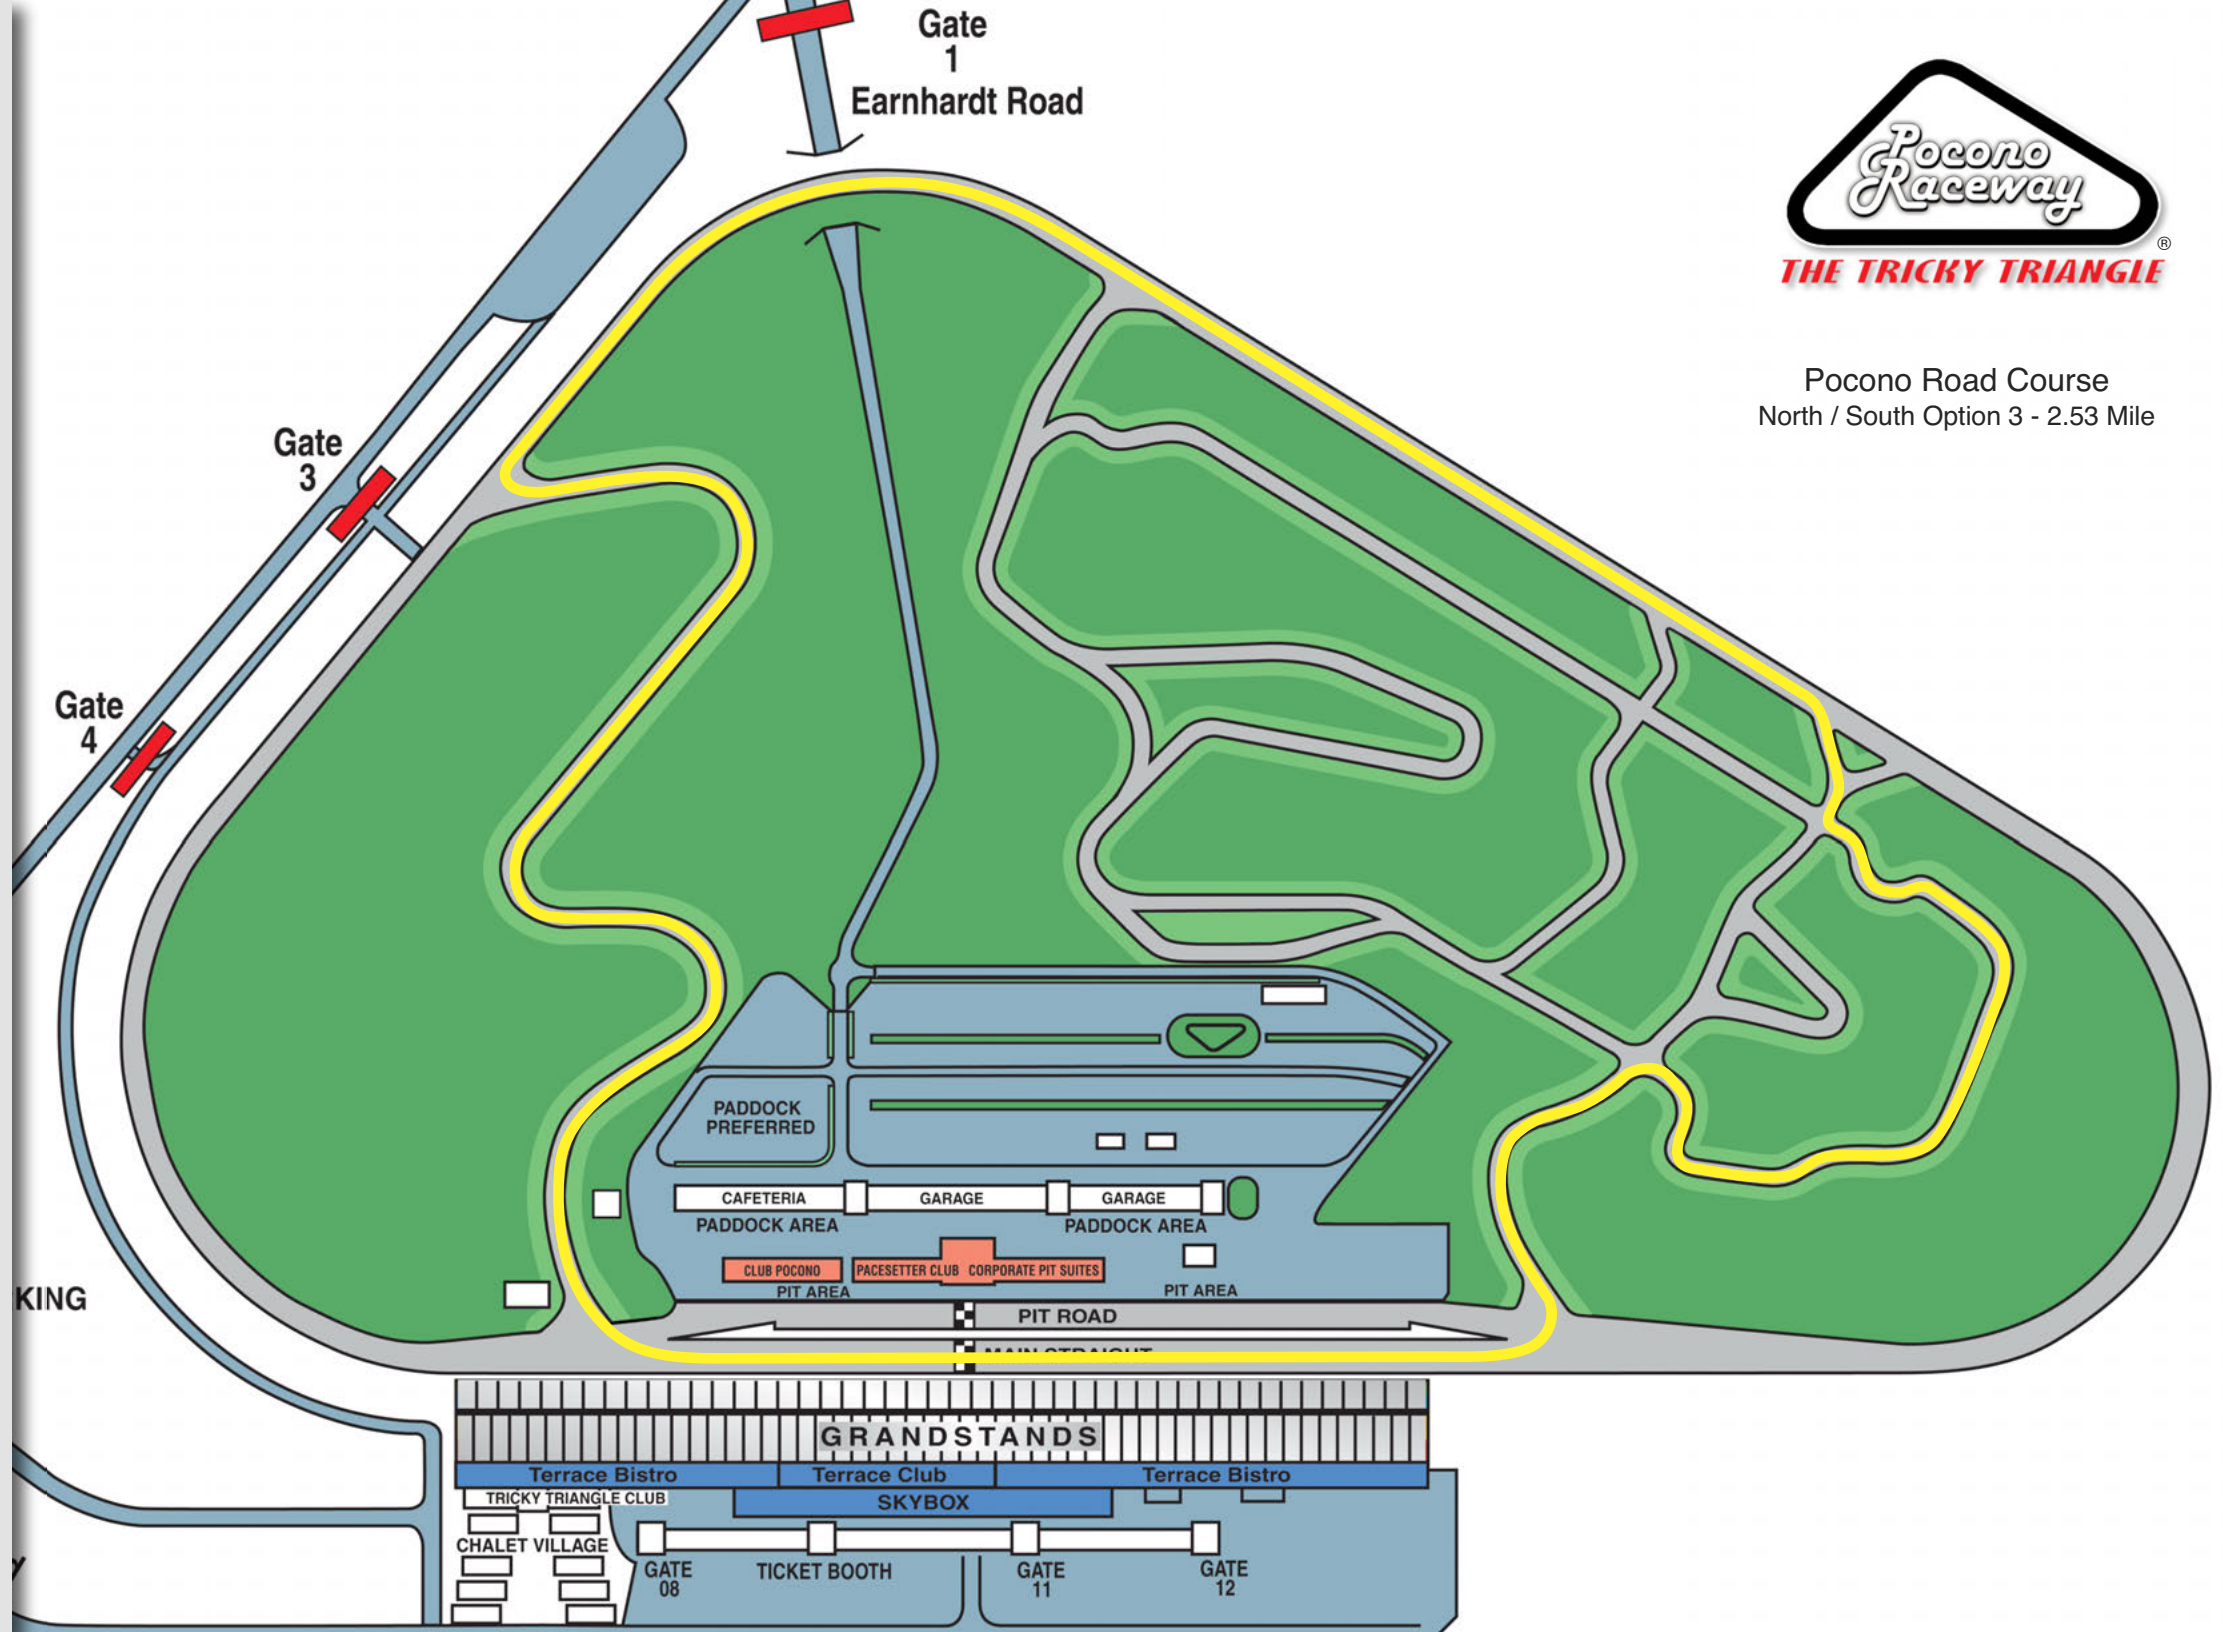 Gate
1
Earnhardt Road
Pocono
Raceway
®
THE TRICKY TRIANGLE
Pocono Road Course
North / South Option 3 - 2.53 Mile
Gate
3
Gate
4
PADDOCK
PREFERRED
CAFETERIA
GARAGE
GARAGE
PADDOCK AREA
PADDOCK AREA
CLUB POCONO
PACESETTER CLUB
CORPORATE PIT SUITES
PIT AREA
PIT AREA
KING
PIT ROAD
MAIN STRAIGHT
GRANDSTANDS
Terrace Bistro
Terrace Club
Terrace Bistro
TRICKY TRIANGLE CLUB
SKYBOX
CHALET VILLAGE
GATE
08
TICKET BOOTH
GATE
11
GATE
12